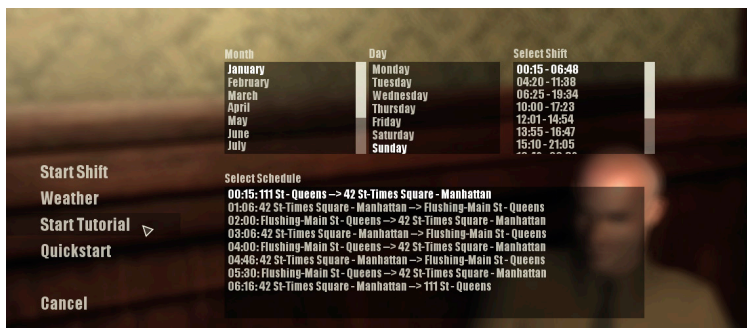 Month
January
February
March
April
May
June
July
Day
Monday
Tuesday
Wednesday
Thursday
Friday
Saturday
Sunday
Select Shift
00:15 - 06:48
04:20 - 11:38
06:25 - 19:34
10:00 - 17:23
12:01 - 14:54
13:55 - 16:47
15:10 - 21:05
Start Shift
Weather
Start Tutorial
Quickstart
Cancel
Select Schedule
00:15: 111 St - Queens --> 42 St-Times Square - Manhattan
01:06: 42 St-Times Square - Manhattan --> Flushing-Main St - Queens
02:00: Flushing-Main St - Queens --> 42 St-Times Square - Manhattan
03:06: 42 St-Times Square - Manhattan --> Flushing-Main St - Queens
04:00: Flushing-Main St - Queens --> 42 St-Times Square - Manhattan
04:46: 42 St-Times Square - Manhattan --> Flushing-Main St - Queens
05:30: Flushing-Main St - Queens --> 42 St-Times Square - Manhattan
06:16: 42 St-Times Square - Manhattan --> 111 St - Queens